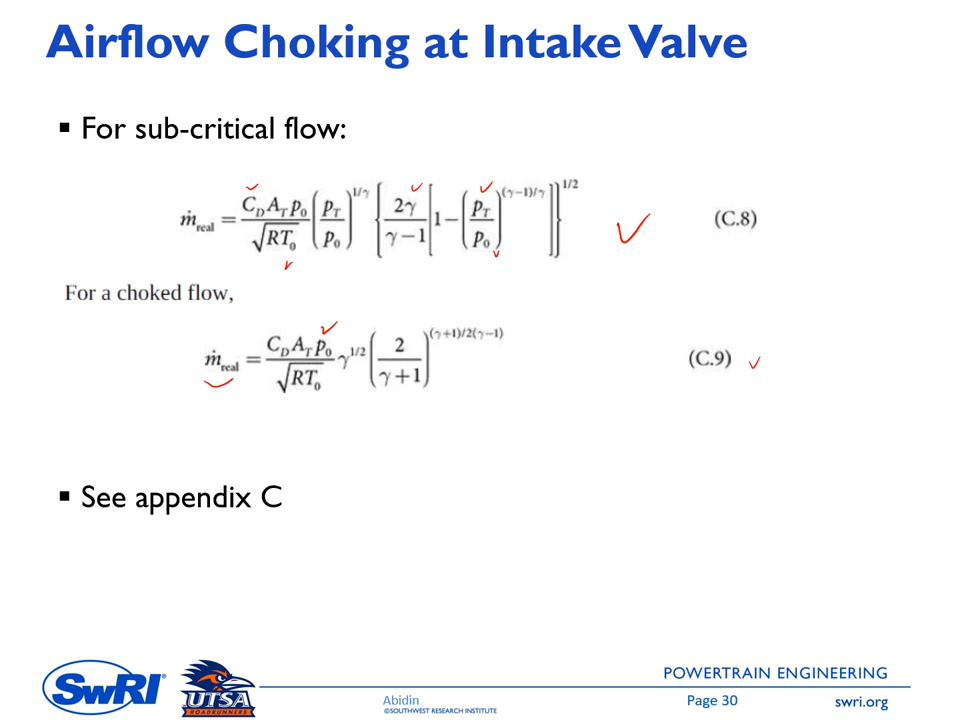 Airflow Choking at Intake Valve
▪ For sub-critical flow:
ṁ_real = (C_D A_T p_0 / √(RT_0)) (p_T / p_0)^{1/γ} {2γ/(γ−1) [1 − (p_T / p_0)^{(γ−1)/γ}]}^{1/2} (C.8)
For a choked flow,
ṁ_real = (C_D A_T p_0 / √(RT_0)) γ^{1/2} (2/(γ+1))^{(γ+1)/2(γ−1)} (C.9)
▪ See appendix C
SwRI®
UTSA
ROADRUNNERS
POWERTRAIN ENGINEERING
Abidin
©SOUTHWEST RESEARCH INSTITUTE
Page 30
swri.org